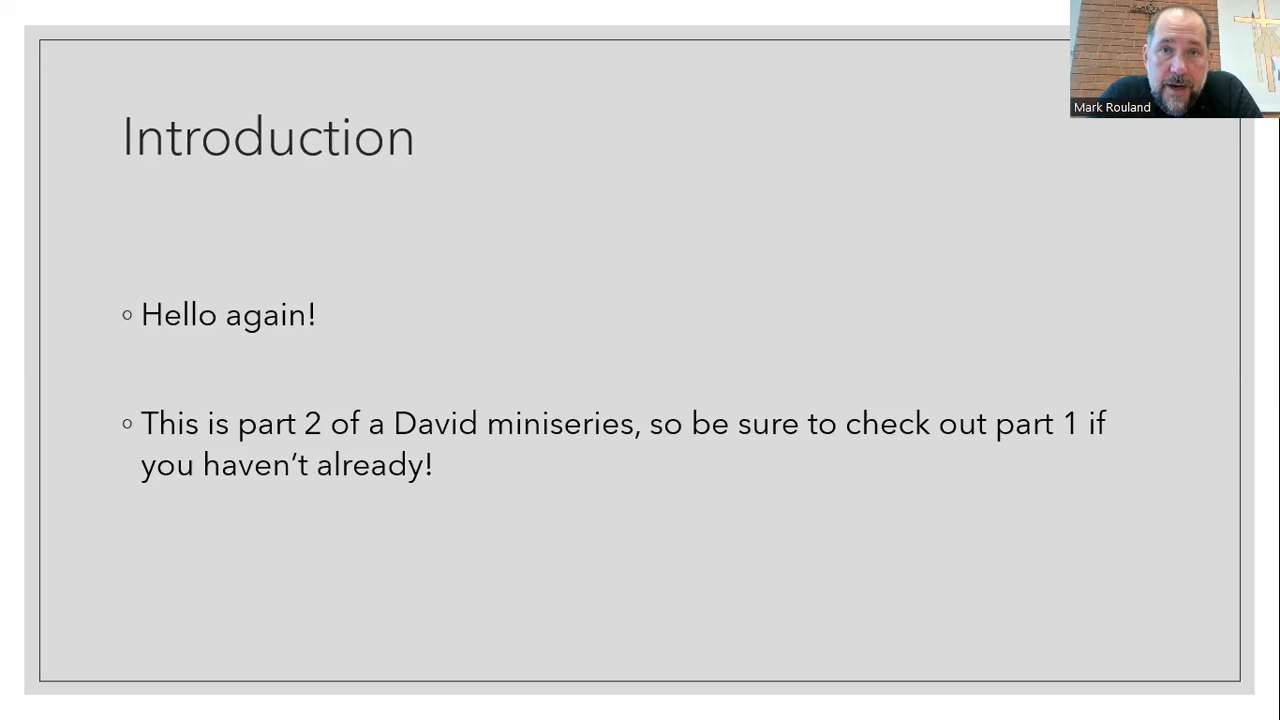 Introduction
Mark Rouland
Hello again!
This is part 2 of a David miniseries, so be sure to check out part 1 if
you haven’t already!